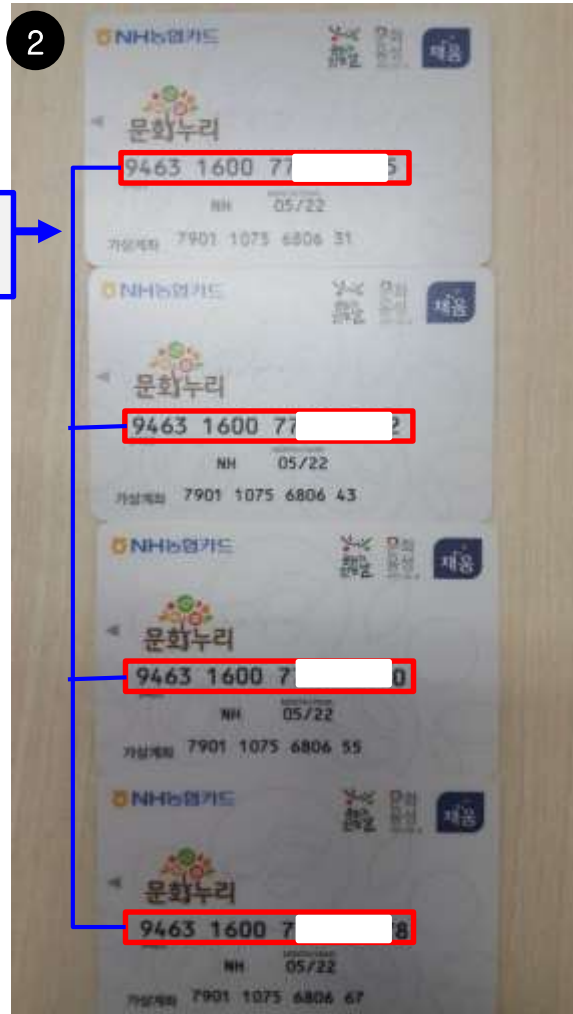 2
NH농협카드
채움
문화누리
9463 1600 77 5
NH 05/22
가상계좌 7901 1075 6806 31
NH농협카드
채움
문화누리
9463 1600 77 2
NH 05/22
가상계좌 7901 1075 6806 43
NH농협카드
채움
문화누리
9463 1600 7 0
NH 05/22
가상계좌 7901 1075 6806 55
NH농협카드
채움
문화누리
9463 1600 7 8
NH 05/22
가상계좌 7901 1075 6806 67